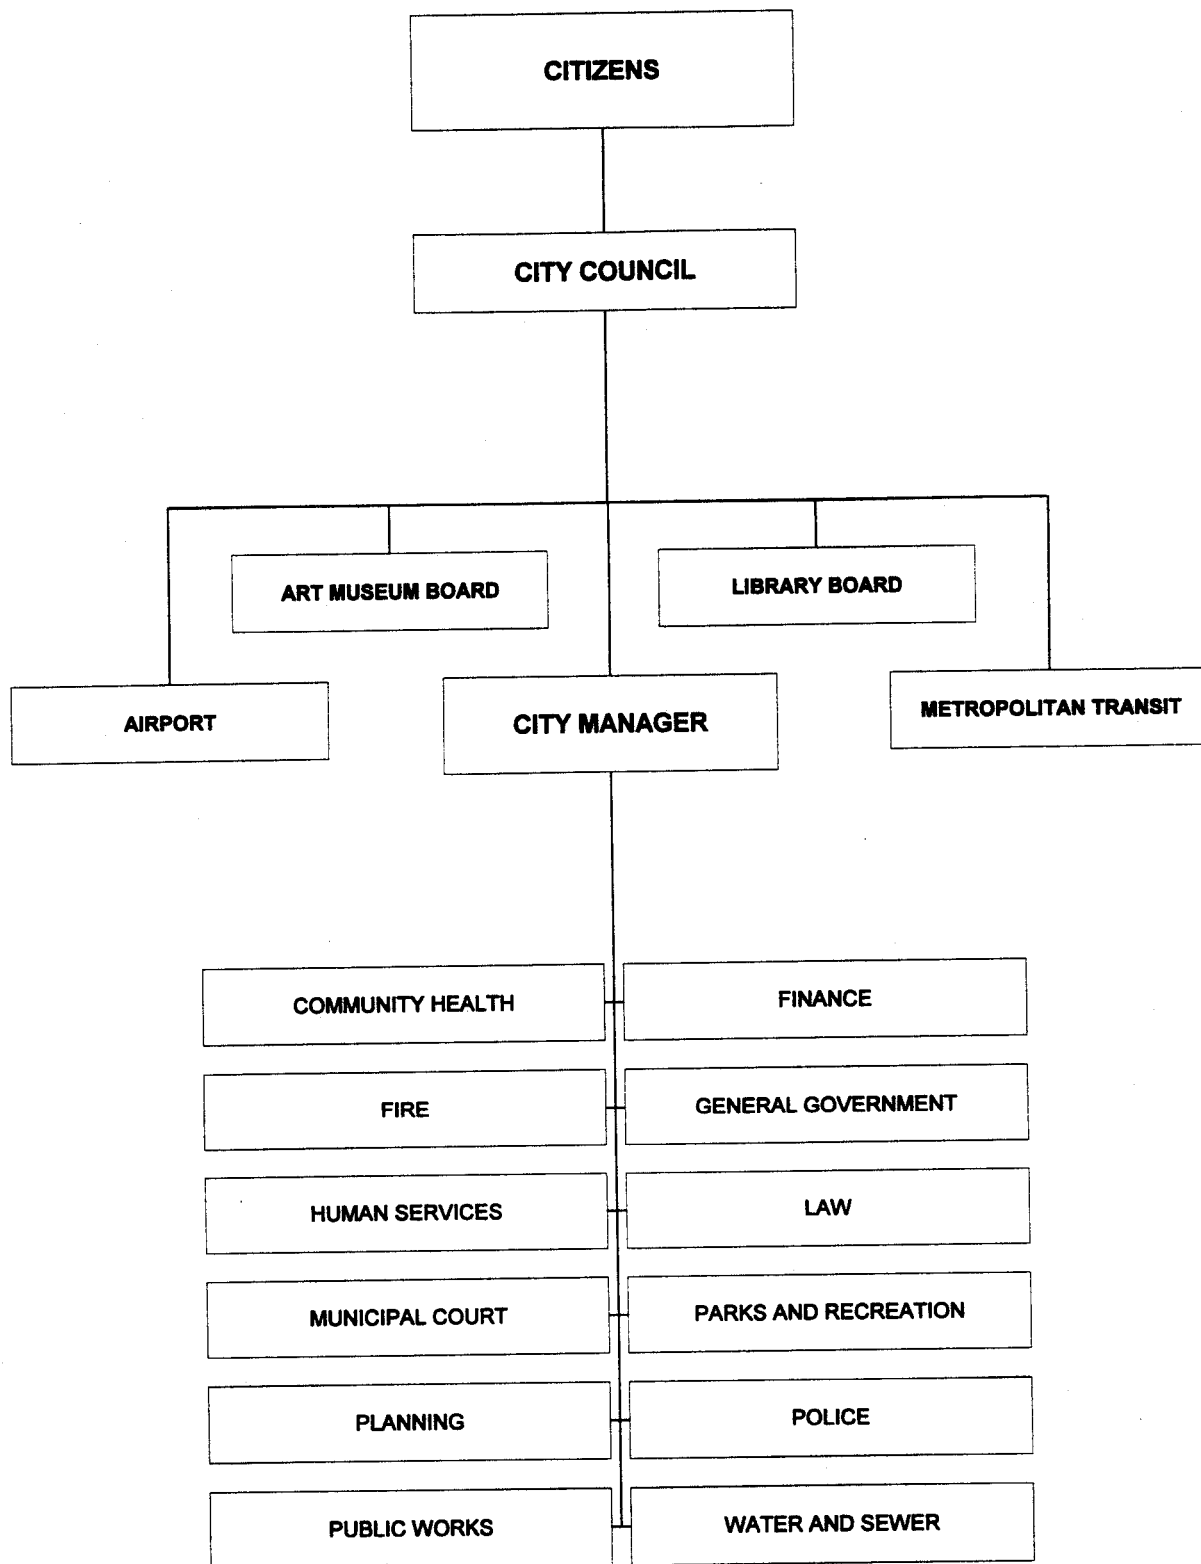 CITIZENS
CITY COUNCIL
ART MUSEUM BOARD
LIBRARY BOARD
AIRPORT
CITY MANAGER
METROPOLITAN TRANSIT
COMMUNITY HEALTH
FINANCE
FIRE
GENERAL GOVERNMENT
HUMAN SERVICES
LAW
MUNICIPAL COURT
PARKS AND RECREATION
PLANNING
POLICE
PUBLIC WORKS
WATER AND SEWER